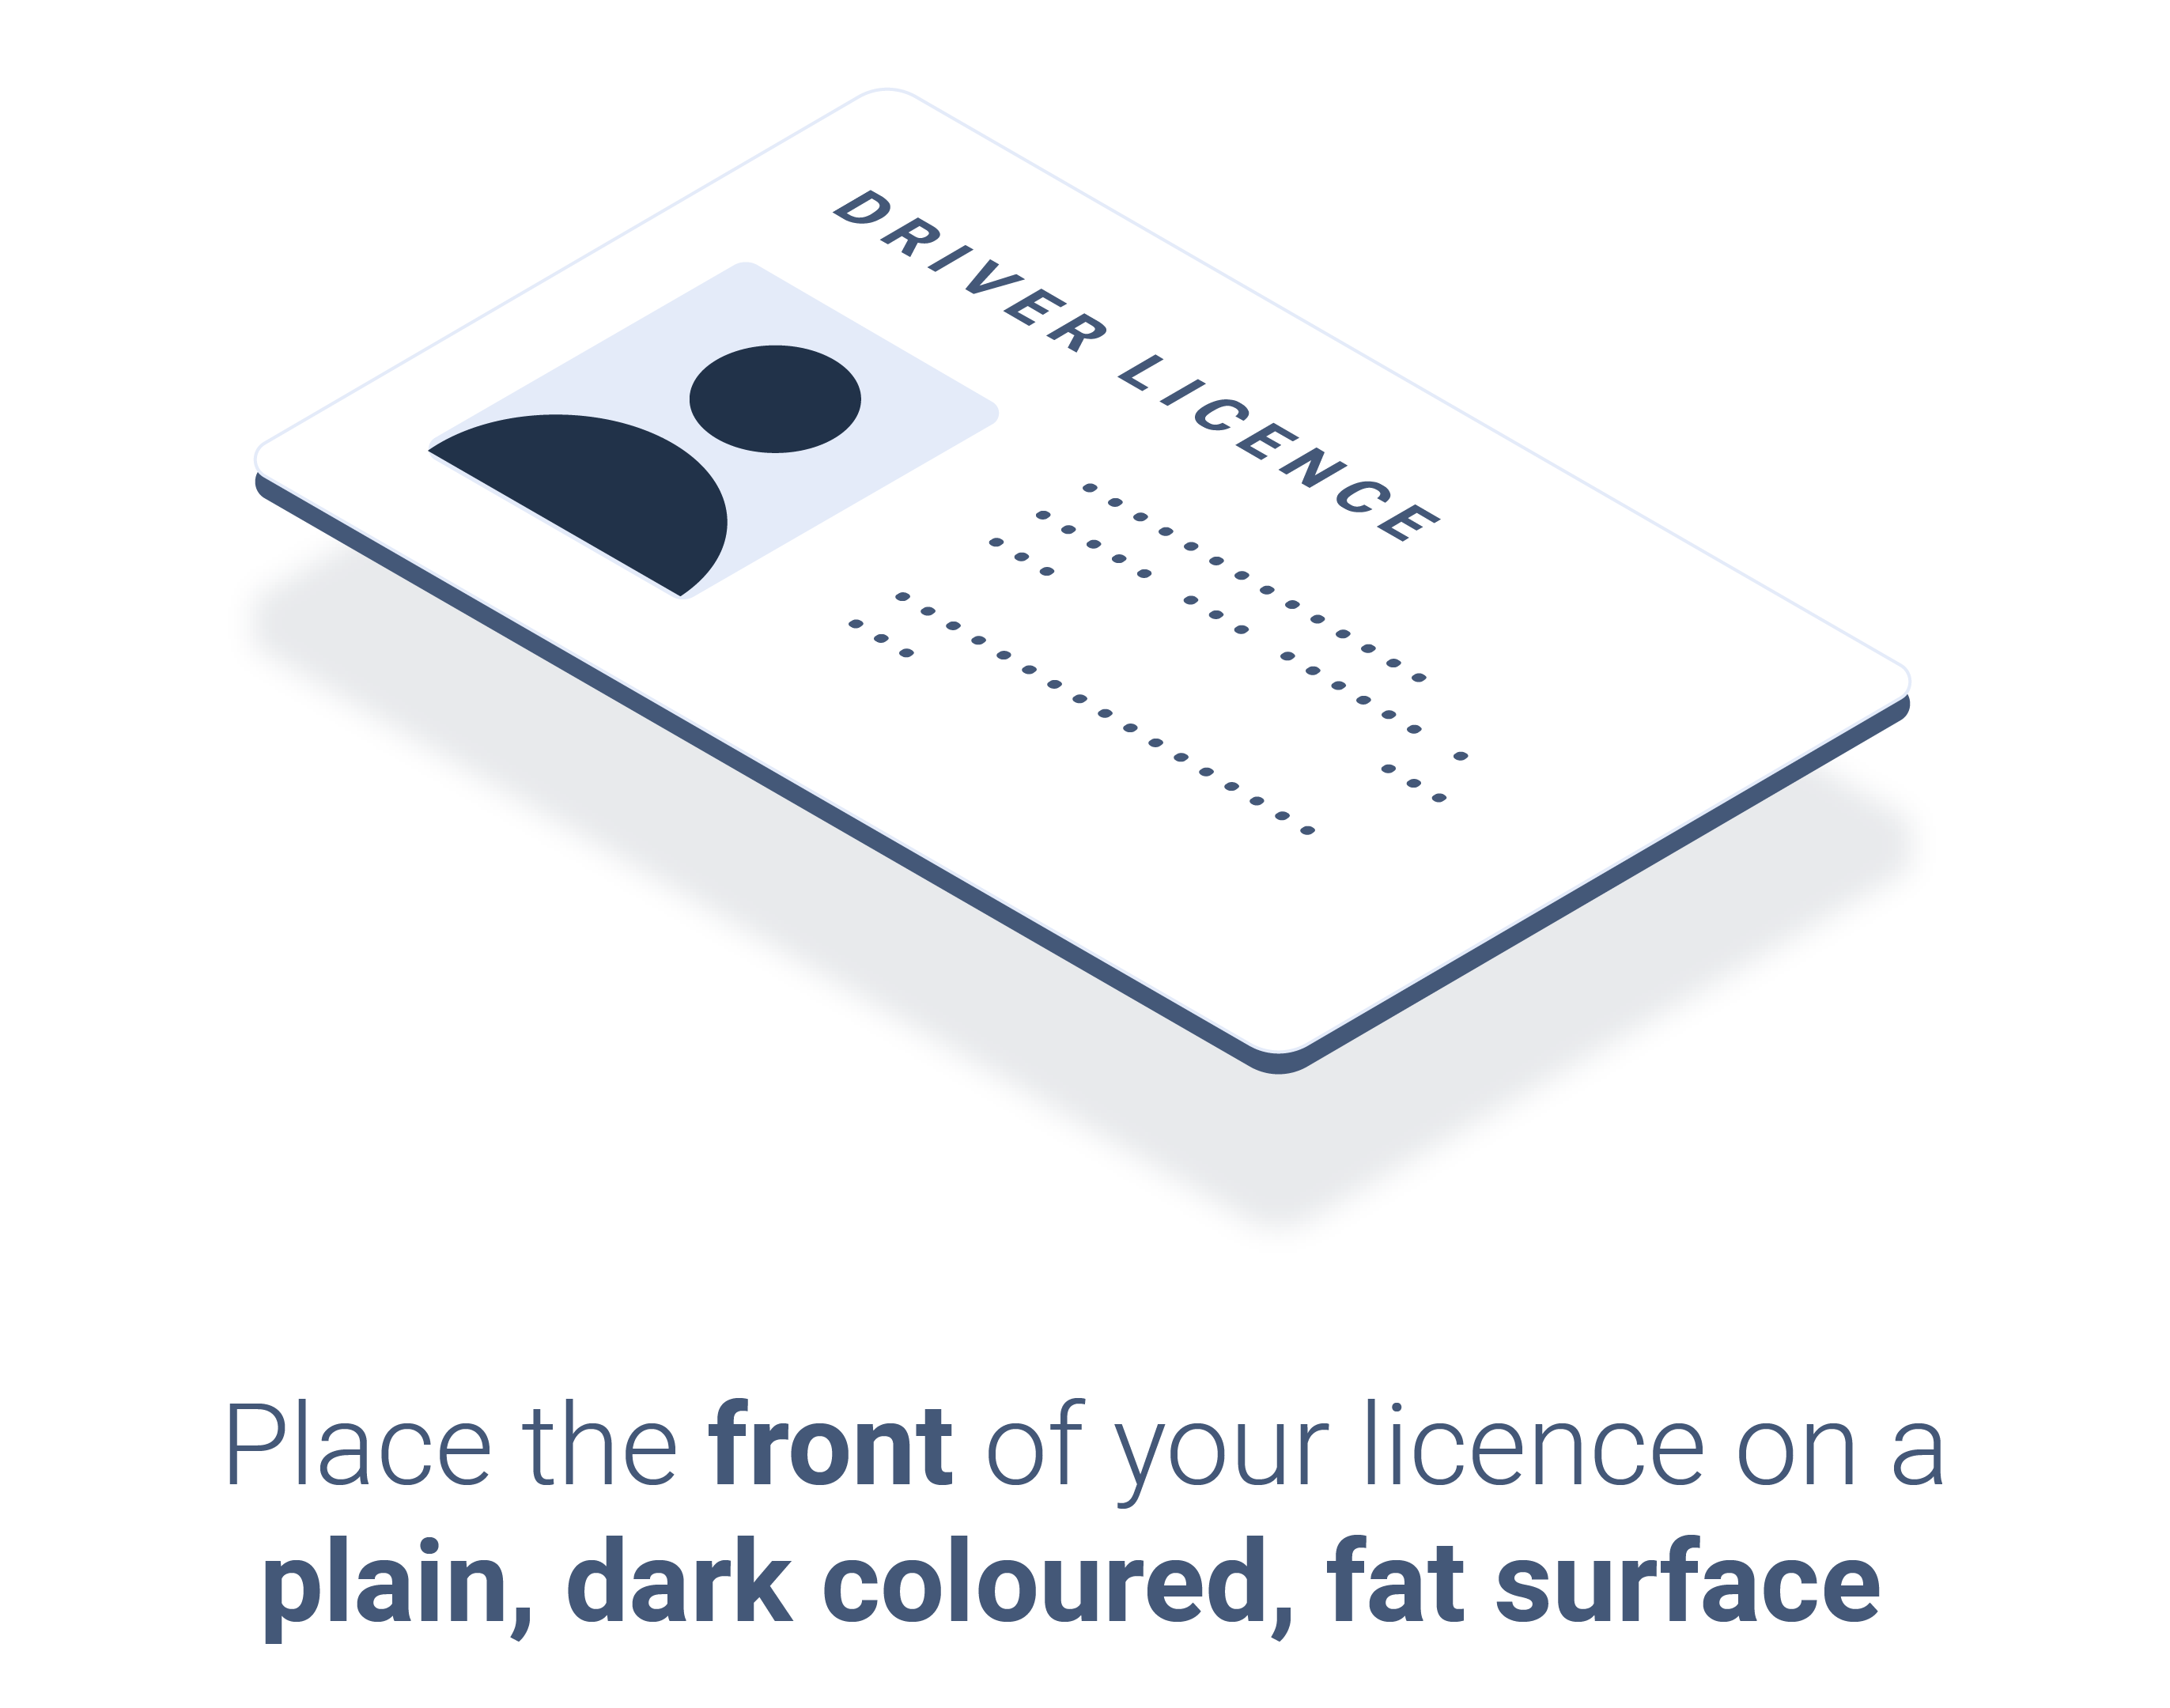 DRIVER LICENCE
Place the front of your licence on a
plain, dark coloured, fat surface